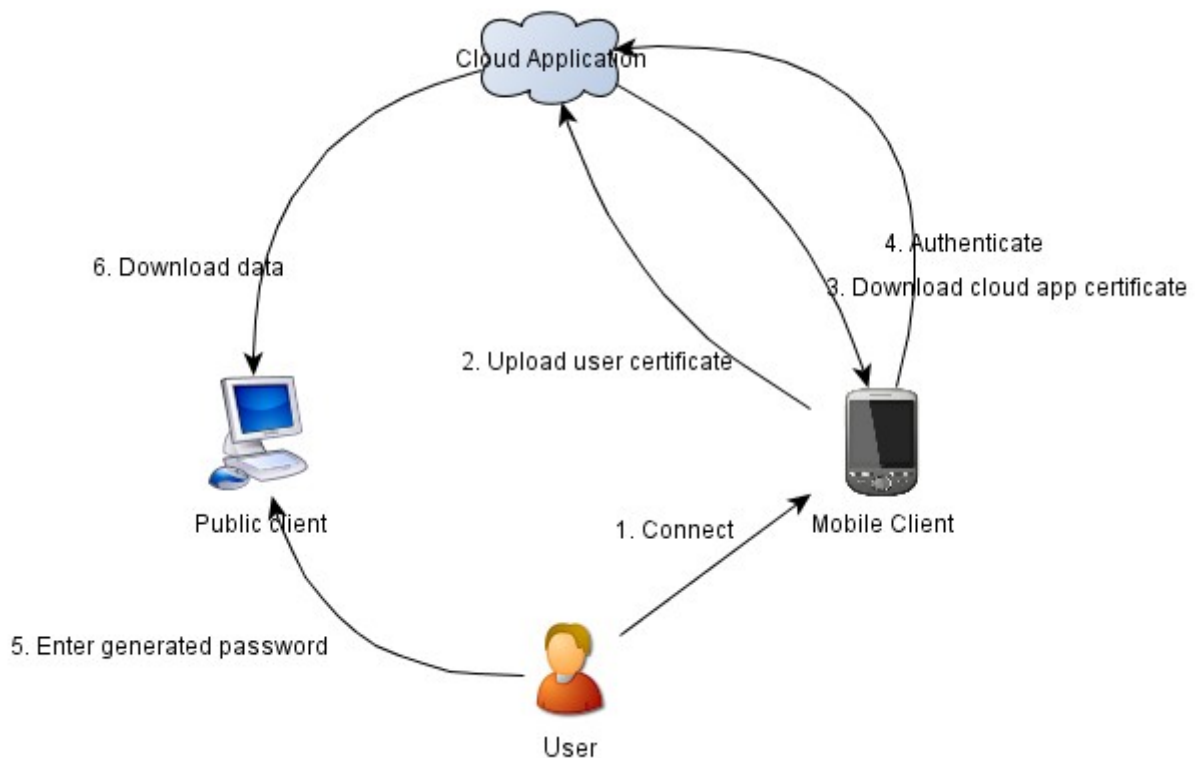 Cloud Application
4. Authenticate
6. Download data
3. Download cloud app certificate
2. Upload user certificate
Public client
1. Connect
Mobile Client
5. Enter generated password
User